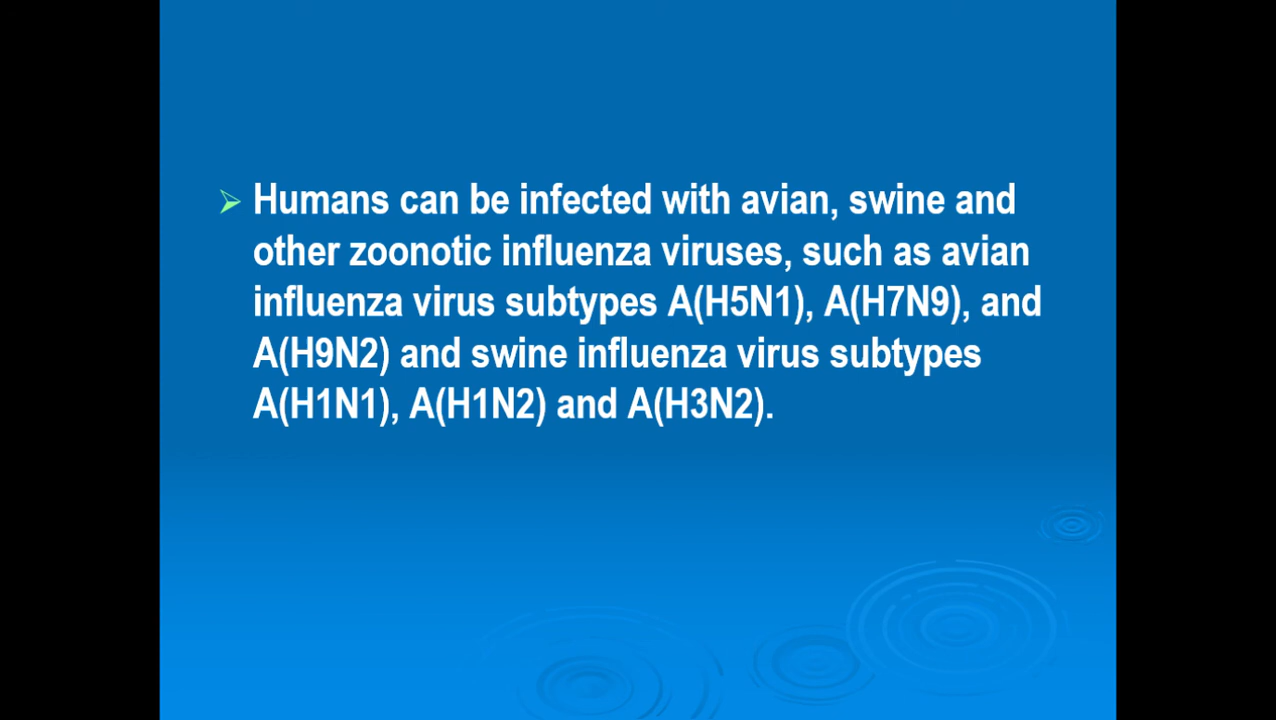 Humans can be infected with avian, swine and
other zoonotic influenza viruses, such as avian
influenza virus subtypes A(H5N1), A(H7N9), and
A(H9N2) and swine influenza virus subtypes
A(H1N1), A(H1N2) and A(H3N2).